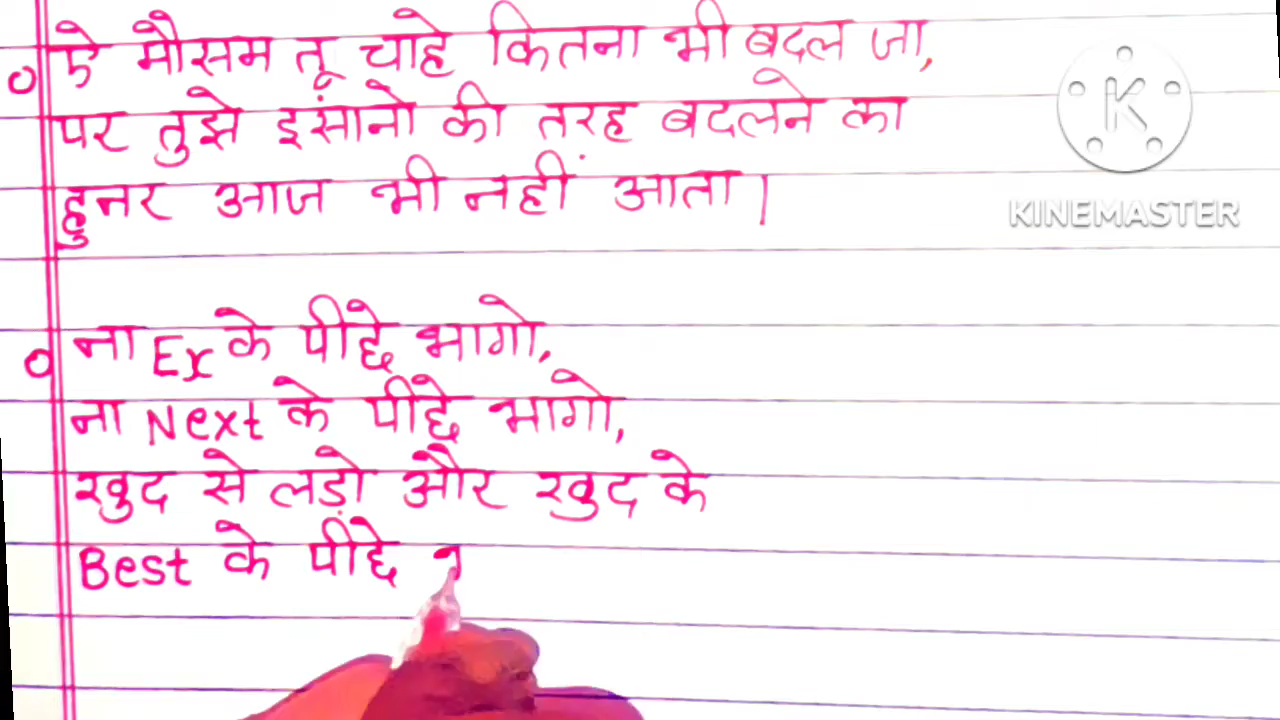 ऐ मौसम तू चाहे कितना भी बदल जा,
पर तुझे इंसानो की तरह बदलने का
हुनर आज भी नहीं आता।
ना Ex के पीछे भागो,
ना Next के पीछे भागो,
खुद से लड़ो और खुद के
Best के पीछे
KINEMASTER